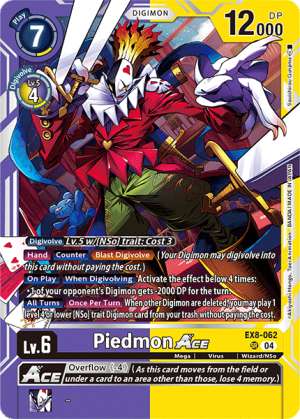 Play
7
DIGIMON
12000
DP
Lv.5
4
Digivolve Lv.5 w/[NSo] trait: Cost 3
Hand Counter Blast Digivolve (Your Digimon may digivolve into
this card without paying the cost.)
On Play When Digivolving Activate the effect below 4 times:
・1 of your opponent's Digimon gets -2000 DP for the turn.
All Turns Once Per Turn When other Digimon are deleted, you may play 1
level 4 or lower [NSo] trait Digimon card from your trash without paying the cost.
EX8-062
Lv.6
Piedmon ACE
SR 04
Mega Virus Wizard/NSo
ACE Overflow ⟨-4⟩ (As this card moves from the field or
under a card to an area other than those, lose 4 memory.)
-